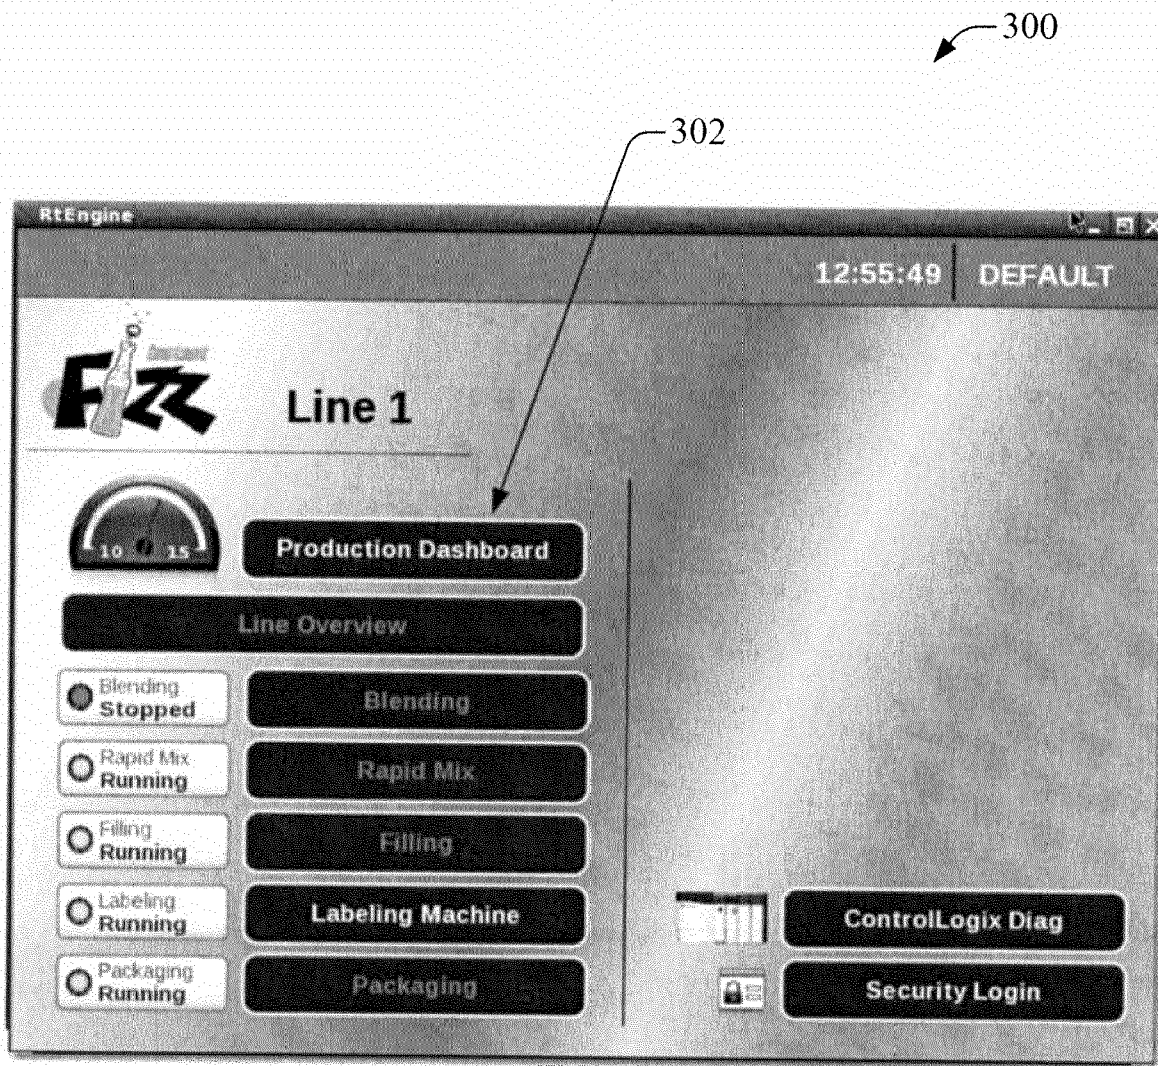 300
302
RtEngine
12:55:49 DEFAULT
Fizz
Line 1
10 15
Production Dashboard
Line Overview
Blending
Stopped
Blending
Rapid Mix
Running
Rapid Mix
Filling
Running
Filling
Labeling
Running
Labeling Machine
Packaging
Running
Packaging
ControlLogix Diag
Security Login